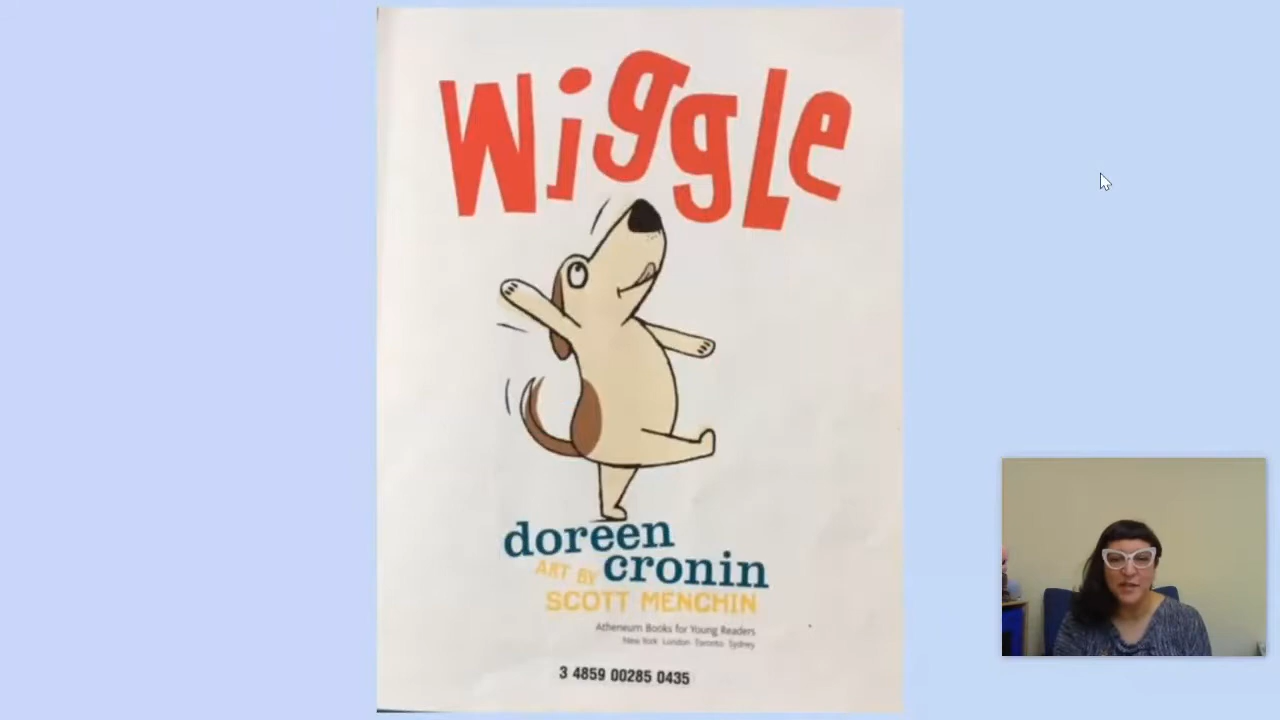 Wiggle
doreen
cronin
ART BY
SCOTT MENCHIN
Atheneum Books for Young Readers
New York London Toronto Sydney
3 4859 00285 0435